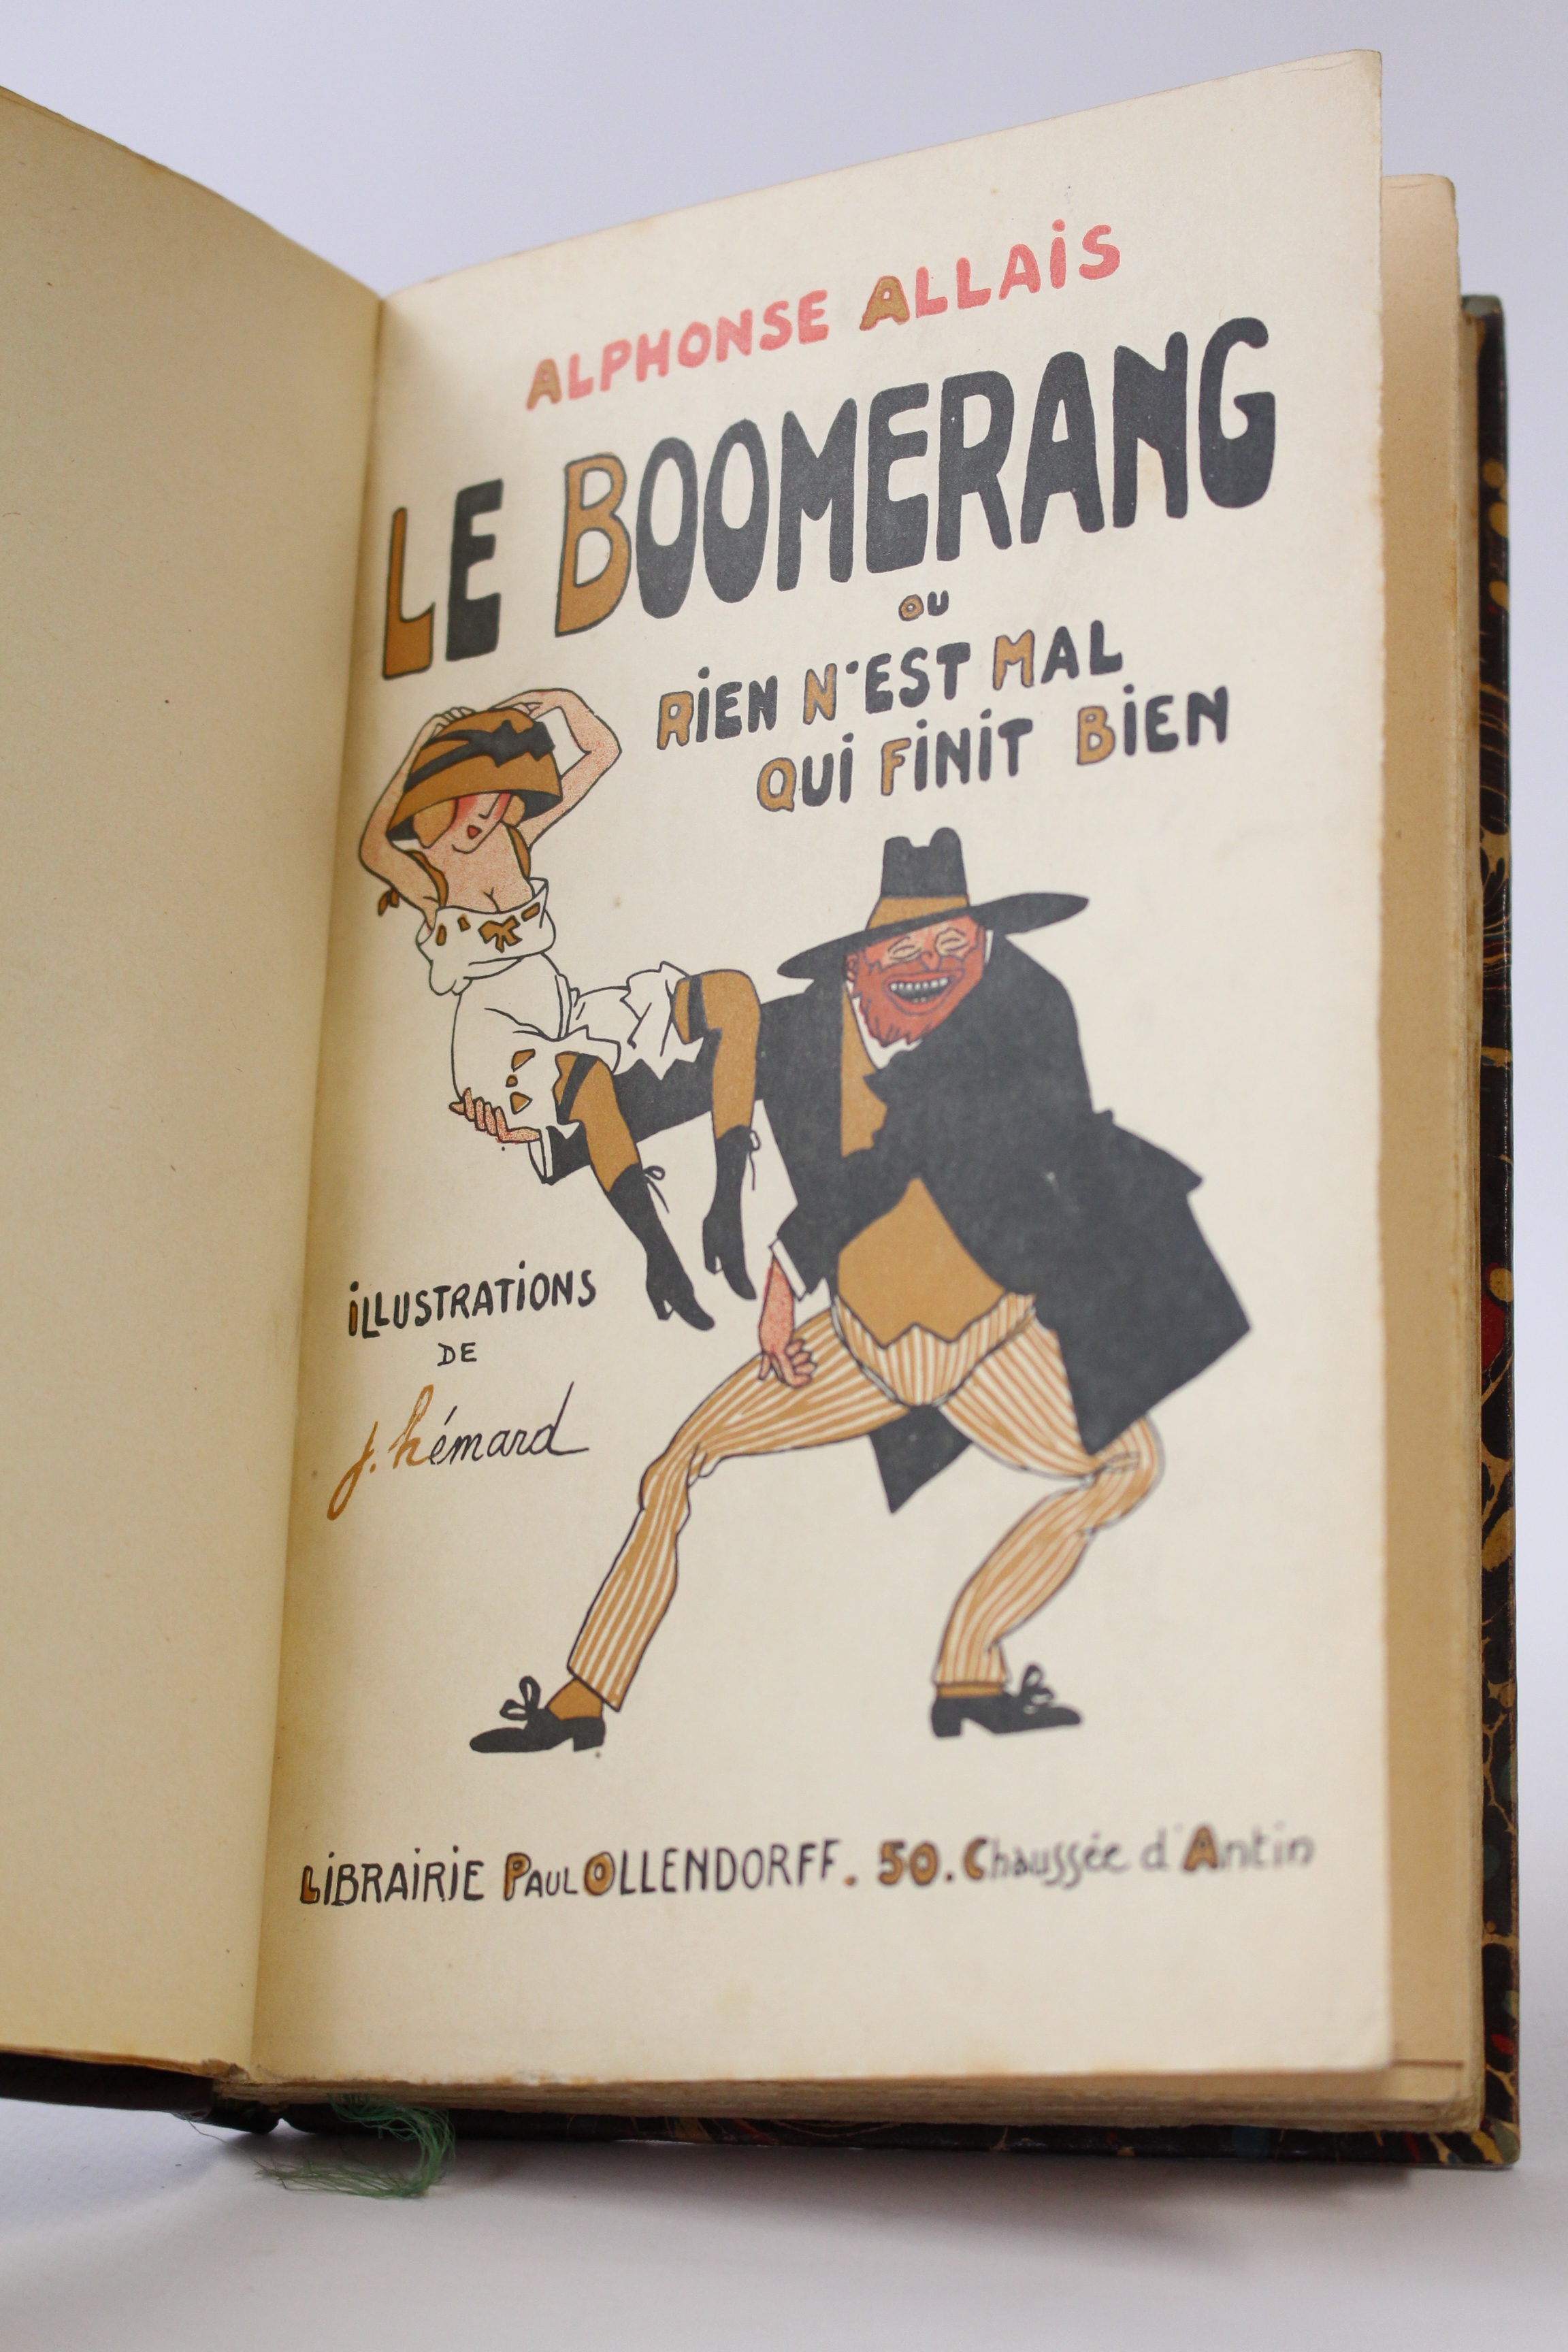 ALPHONSE ALLAiS
LE BOOMERANG
OU
RiEN N'EST MAL
QUi FiNiT BiEN
iLLUSTRATiONS
DE
J. hémard
LiBRAiRiE PAUL OLLENDORFF. 50. Chaussée d'Antin